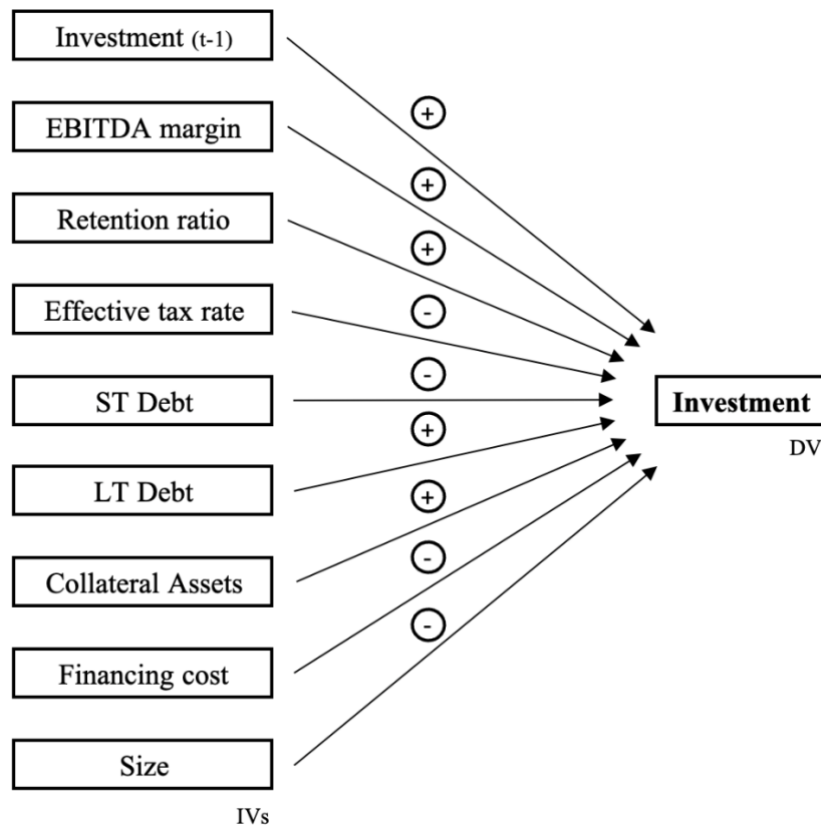 Investment (t-1)
+
EBITDA margin
+
Retention ratio
+
Effective tax rate
-
ST Debt
-
Investment
DV
+
LT Debt
+
Collateral Assets
-
Financing cost
-
Size
IVs